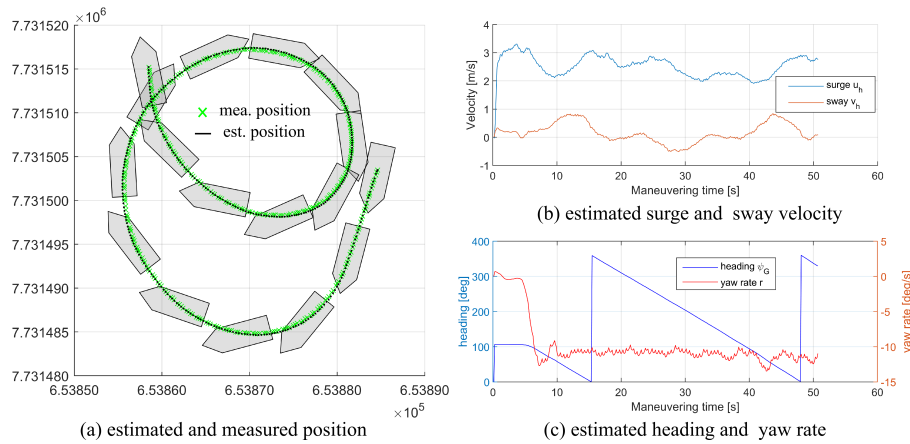 ×10⁶
7.731520
7.731515
7.731510
7.731505
7.731500
7.731495
7.731490
7.731485
7.731480
mea. position
est. position
6.53850 6.53860 6.53870 6.53880 6.53890
×10⁵
(a) estimated and measured position
Velocity [m/s]
4
3
2
1
0
-1
surge u_h
sway v_h
0 10 20 30 40 50 60
Maneuvering time [s]
(b) estimated surge and sway velocity
heading [deg]
400
300
200
100
0
heading ψ_G
yaw rate r
5
0
-5
-10
-15
yaw rate [deg/s]
0 10 20 30 40 50 60
Maneuvering time [s]
(c) estimated heading and yaw rate